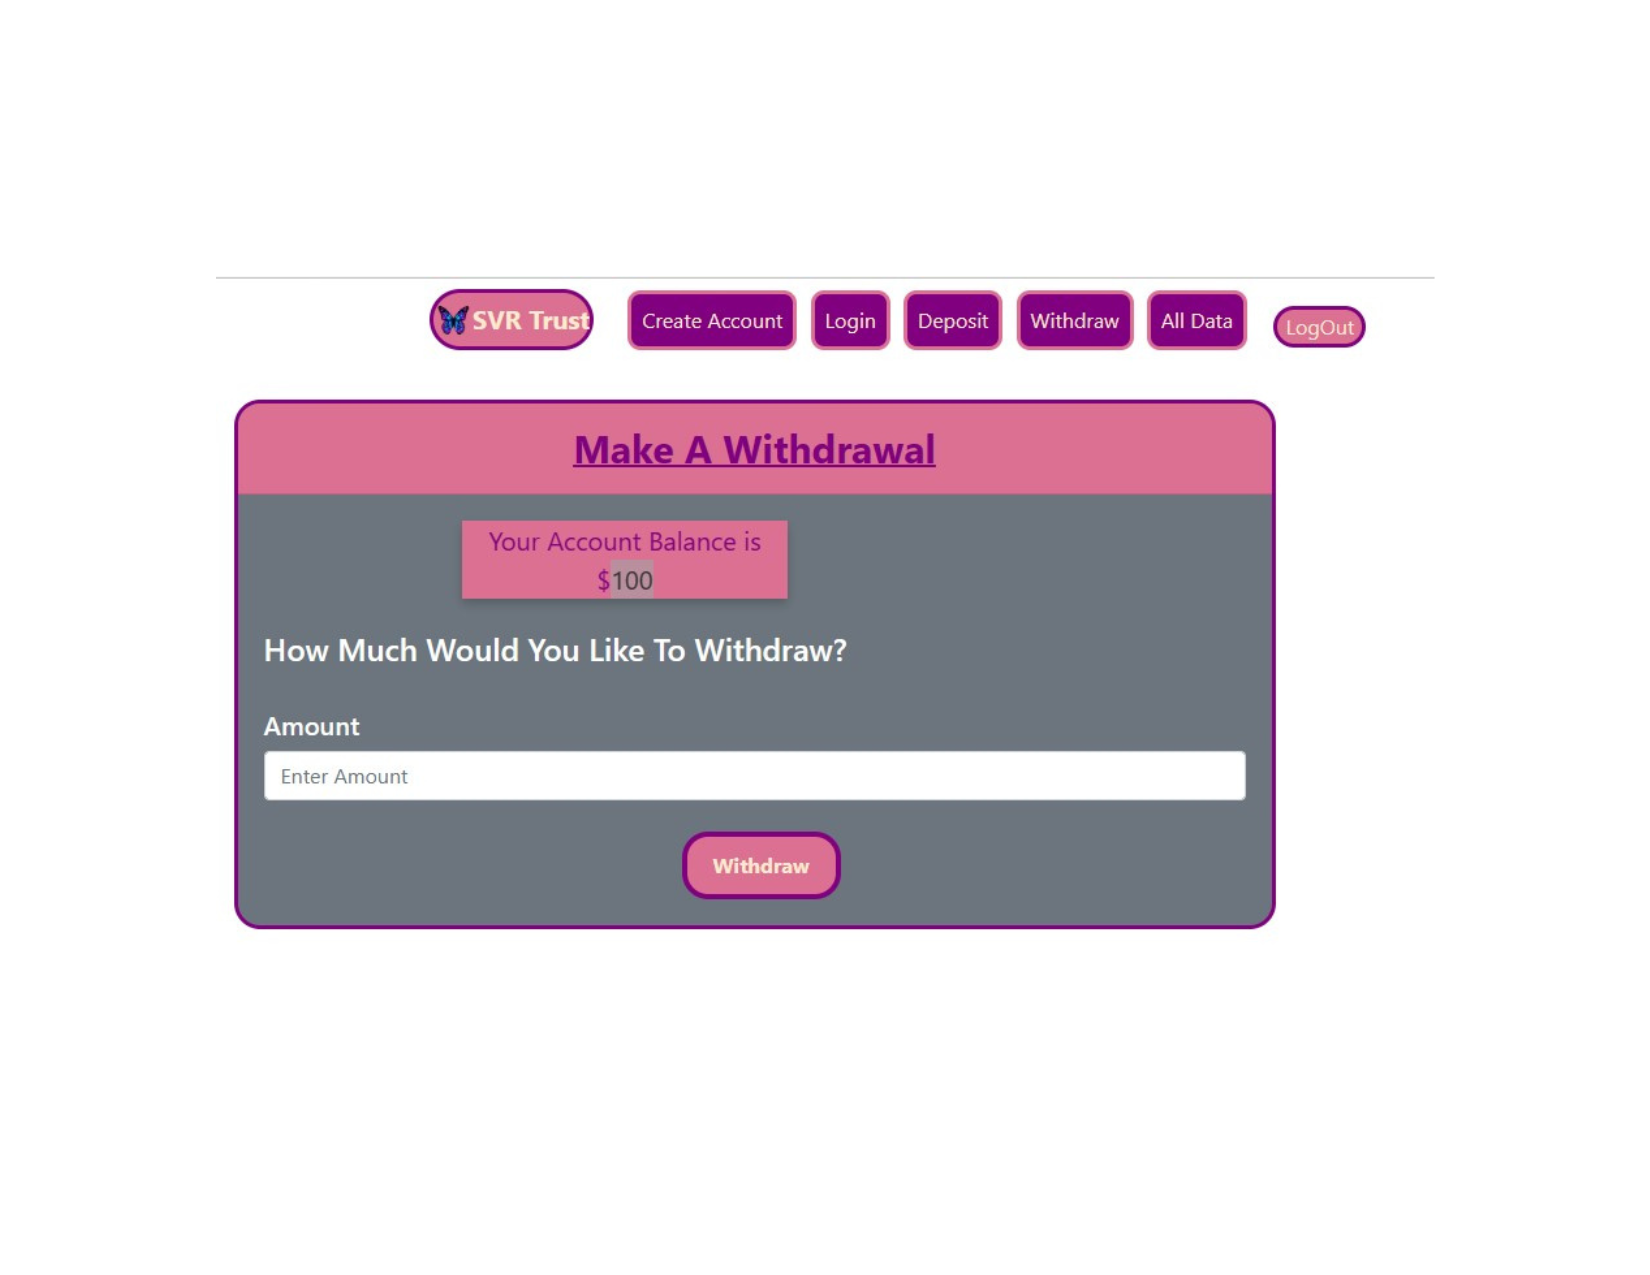 SVR Trust Create Account Login Deposit Withdraw All Data LogOut
Make A Withdrawal
Your Account Balance is
$100
How Much Would You Like To Withdraw?
Amount
Enter Amount
Withdraw